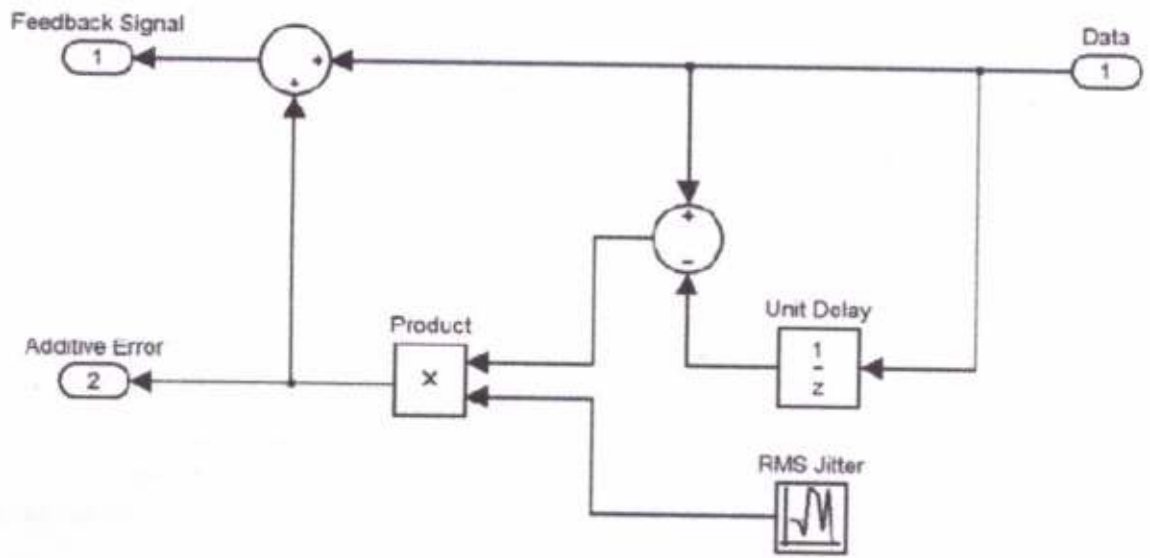 Feedback Signal
1
+
+
Data
1
+
−
Unit Delay
1
z
Product
×
Additive Error
2
RMS Jitter